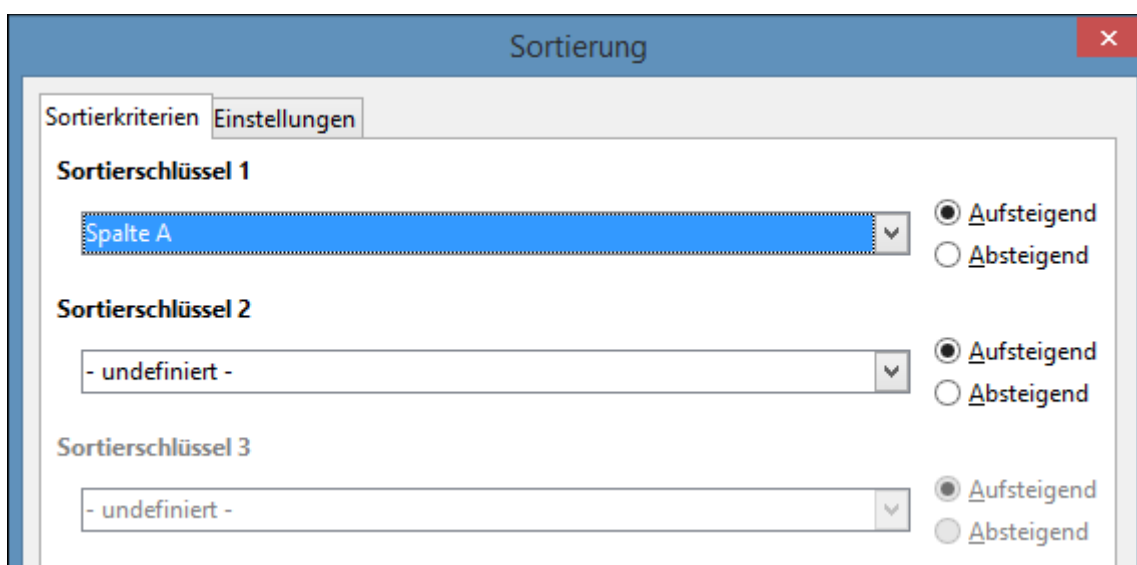 Sortierung
Sortierkriterien Einstellungen
Sortierschlüssel 1
Spalte A
Aufsteigend
Absteigend
Sortierschlüssel 2
- undefiniert -
Aufsteigend
Absteigend
Sortierschlüssel 3
- undefiniert -
Aufsteigend
Absteigend